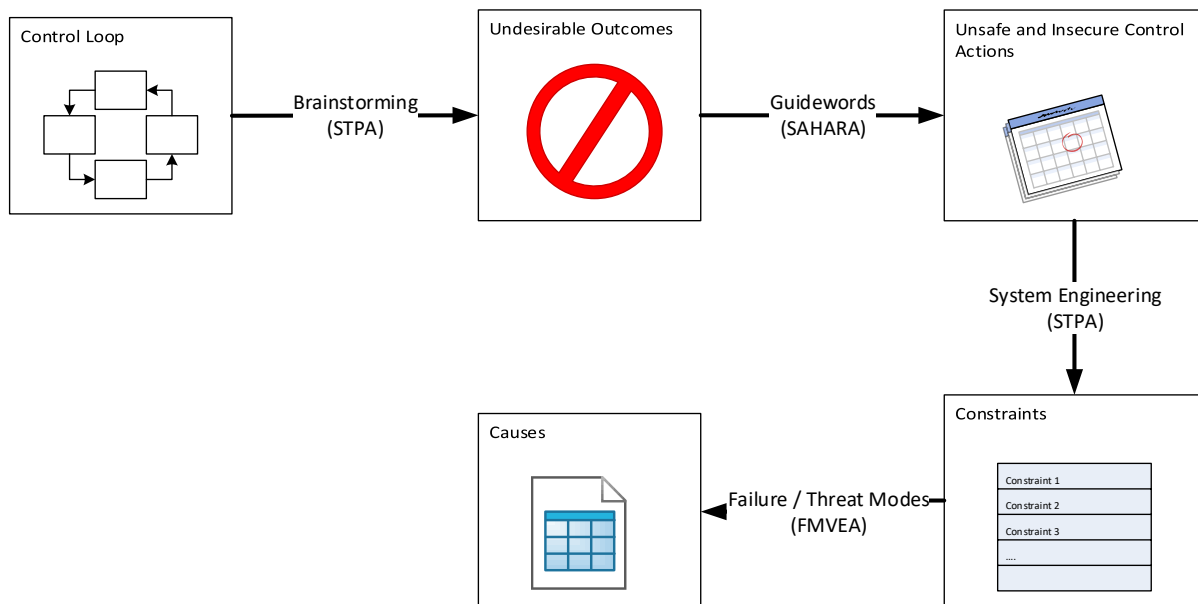 Control Loop
Brainstorming
(STPA)
Undesirable Outcomes
Guidewords
(SAHARA)
Unsafe and Insecure Control
Actions
System Engineering
(STPA)
Constraints
Constraint 1
Constraint 2
Constraint 3
....
Failure / Threat Modes
(FMVEA)
Causes